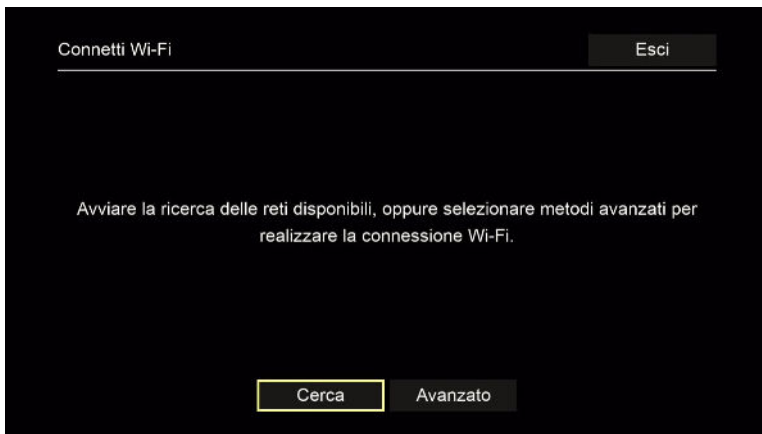 Connetti Wi-Fi
Esci
Avviare la ricerca delle reti disponibili, oppure selezionare metodi avanzati per
realizzare la connessione Wi-Fi.
Cerca
Avanzato